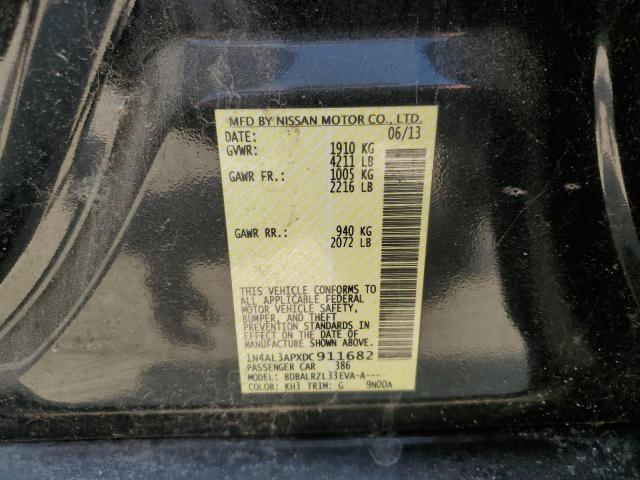 MFD BY NISSAN MOTOR CO., LTD.
DATE: 06/13
GVWR: 1910 KG
4211 LB
GAWR FR.: 1005 KG
2216 LB
GAWR RR.: 940 KG
2072 LB
THIS VEHICLE CONFORMS TO
ALL APPLICABLE FEDERAL
MOTOR VEHICLE SAFETY,
BUMPER, AND THEFT
PREVENTION STANDARDS IN
EFFECT ON THE DATE OF
MANUFACTURE SHOWN ABOVE.
1N4AL3APXDC911682
PASSENGER CAR 386
MODEL: BDBALRZL33EVA-A---
COLOR: KH3 TRIM: G 9N00A